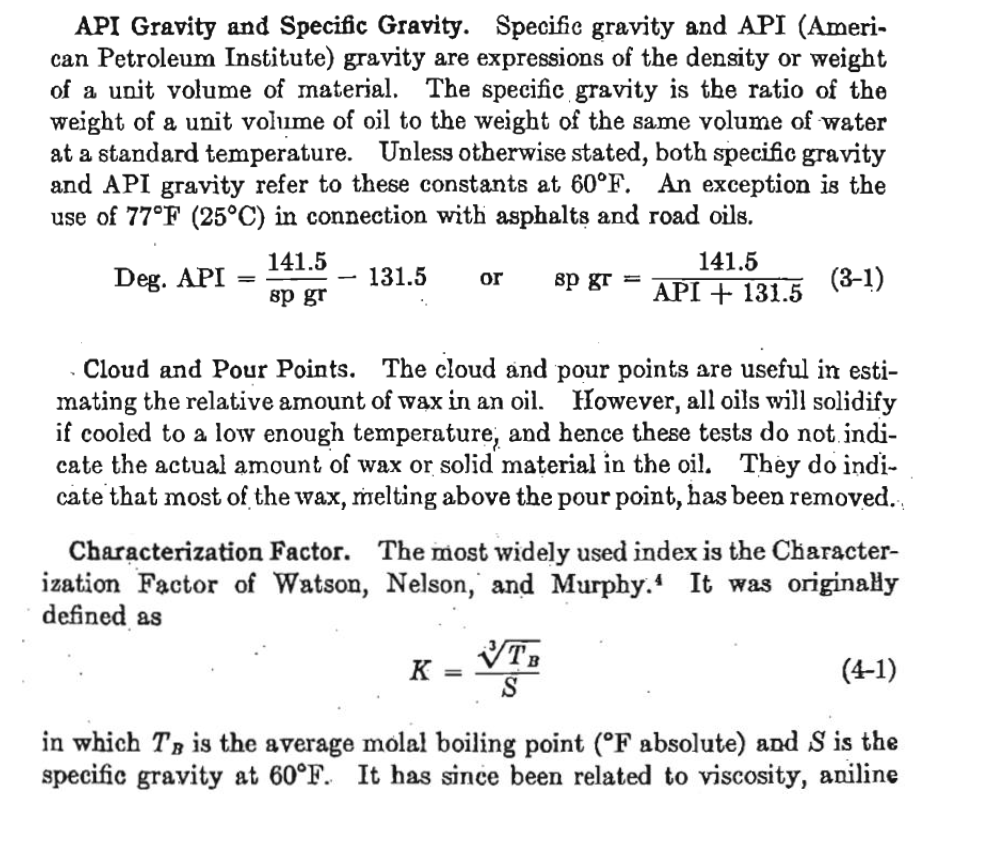 API Gravity and Specific Gravity. Specific gravity and API (Ameri-
can Petroleum Institute) gravity are expressions of the density or weight
of a unit volume of material. The specific gravity is the ratio of the
weight of a unit volume of oil to the weight of the same volume of water
at a standard temperature. Unless otherwise stated, both specific gravity
and API gravity refer to these constants at 60°F. An exception is the
use of 77°F (25°C) in connection with asphalts and road oils.
Deg. API = 141.5 / sp gr − 131.5 or sp gr = 141.5 / API + 131.5 (3-1)
Cloud and Pour Points. The cloud and pour points are useful in esti-
mating the relative amount of wax in an oil. However, all oils will solidify
if cooled to a low enough temperature, and hence these tests do not indi-
cate the actual amount of wax or solid material in the oil. They do indi-
cate that most of the wax, melting above the pour point, has been removed.
Characterization Factor. The most widely used index is the Character-
ization Factor of Watson, Nelson, and Murphy.⁴ It was originally
defined as
K = ∛T_B / S (4-1)
in which T_B is the average molal boiling point (°F absolute) and S is the
specific gravity at 60°F. It has since been related to viscosity, aniline